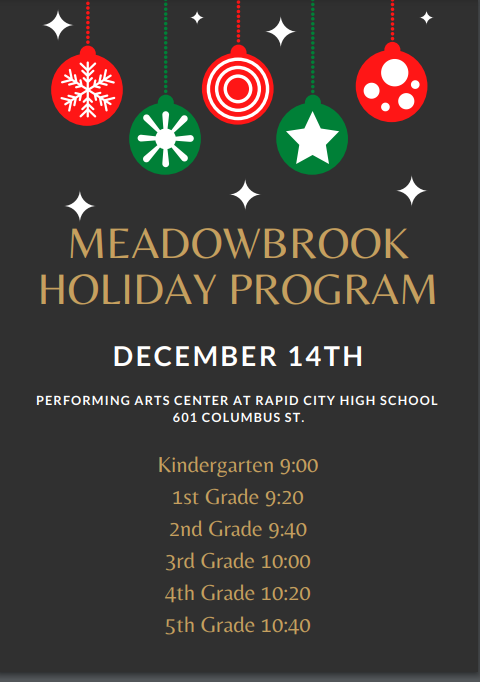 MEADOWBROOK
HOLIDAY PROGRAM
DECEMBER 14TH
PERFORMING ARTS CENTER AT RAPID CITY HIGH SCHOOL
601 COLUMBUS ST.
Kindergarten 9:00
1st Grade 9:20
2nd Grade 9:40
3rd Grade 10:00
4th Grade 10:20
5th Grade 10:40